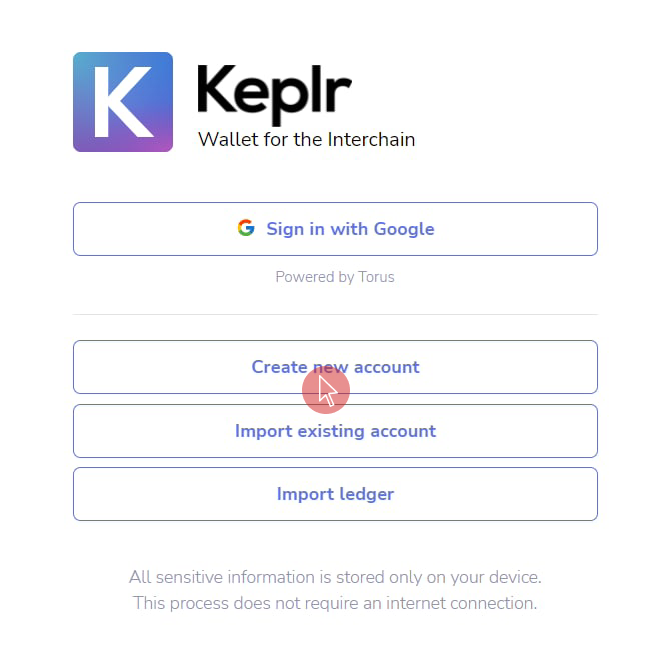 K Keplr
Wallet for the Interchain
Sign in with Google
Powered by Torus
Create new account
Import existing account
Import ledger
All sensitive information is stored only on your device.
This process does not require an internet connection.